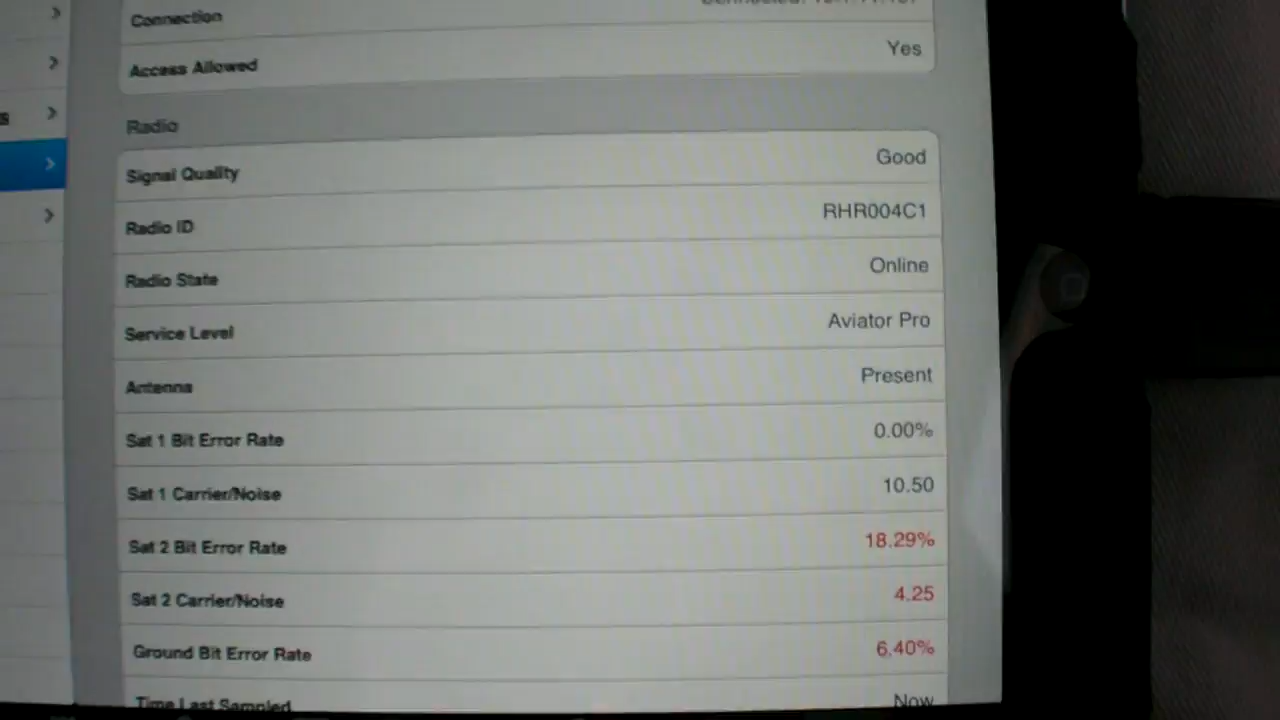 Connection
Access Allowed Yes
Radio
Signal Quality Good
Radio ID RHR004C1
Radio State Online
Service Level Aviator Pro
Antenna Present
Sat 1 Bit Error Rate 0.00%
Sat 1 Carrier/Noise 10.50
Sat 2 Bit Error Rate 18.29%
Sat 2 Carrier/Noise 4.25
Ground Bit Error Rate 6.40%
Time Last Sampled Now